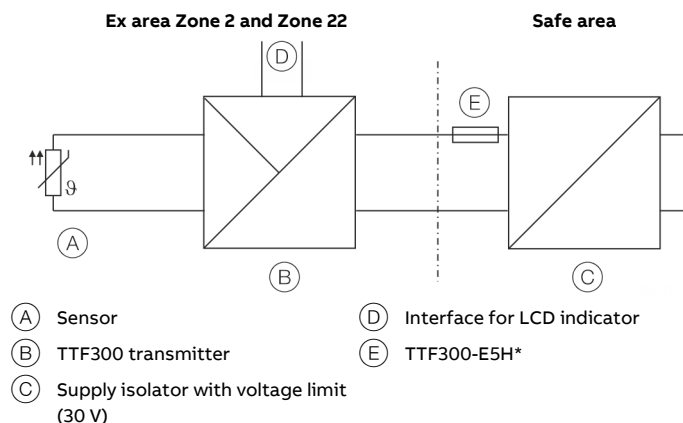 Ex area Zone 2 and Zone 22
Safe area
D
E
ϑ
A
B
C
A Sensor
B TTF300 transmitter
C Supply isolator with voltage limit
(30 V)
D Interface for LCD indicator
E TTF300-E5H*